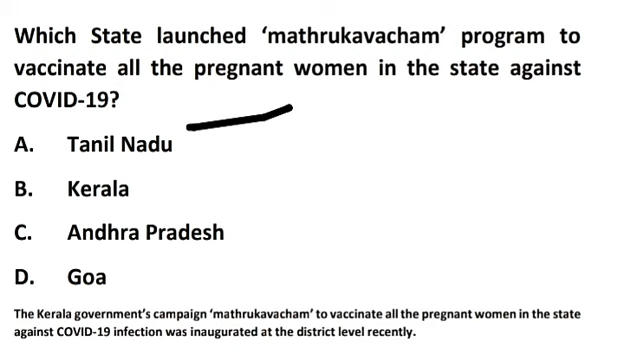 Which State launched ‘mathrukavacham’ program to
vaccinate all the pregnant women in the state against
COVID-19?
A. Tanil Nadu
B. Kerala
C. Andhra Pradesh
D. Goa
The Kerala government’s campaign ‘mathrukavacham’ to vaccinate all the pregnant women in the state
against COVID-19 infection was inaugurated at the district level recently.